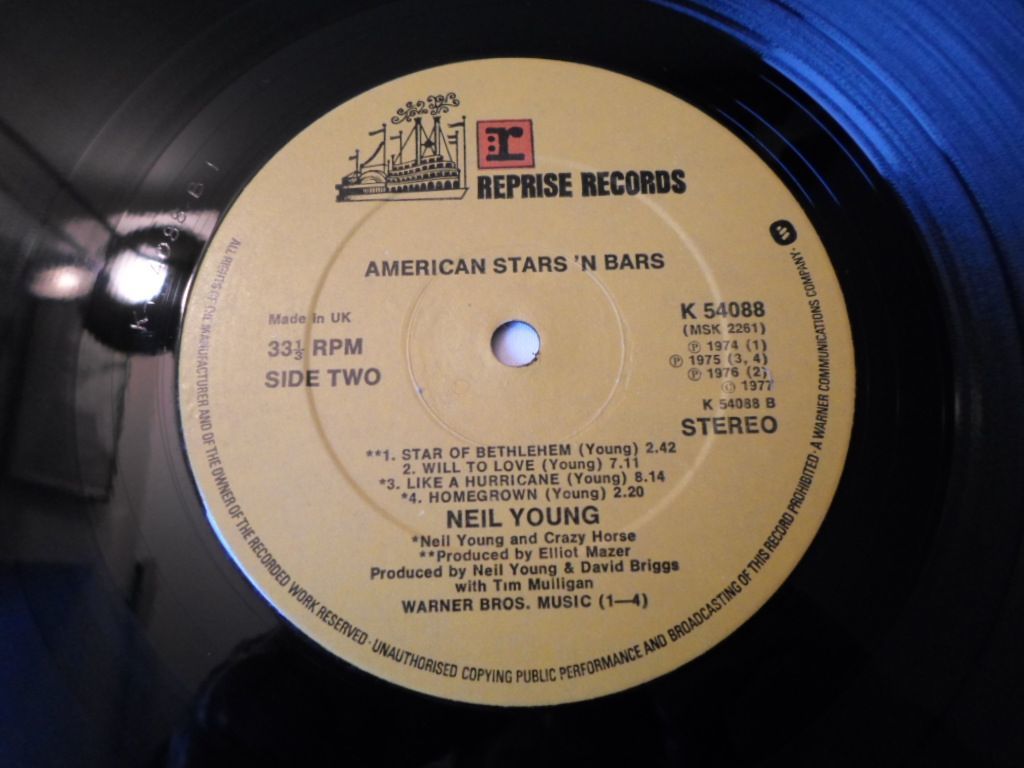 r
REPRISE RECORDS
AMERICAN STARS 'N BARS
Made in UK
33⅓ RPM
SIDE TWO
K 54088
(MSK 2261)
℗ 1974 (1)
℗ 1975 (3, 4)
℗ 1976 (2)
© 1977
K 54088 B
STEREO
**1. STAR OF BETHLEHEM (Young) 2.42
2. WILL TO LOVE (Young) 7.11
*3. LIKE A HURRICANE (Young) 8.14
*4. HOMEGROWN (Young) 2.20
NEIL YOUNG
*Neil Young and Crazy Horse
**Produced by Elliot Mazer
Produced by Neil Young & David Briggs
with Tim Mulligan
WARNER BROS. MUSIC (1—4)
ALL RIGHTS OF THE MANUFACTURER AND OF THE OWNER OF THE RECORDED WORK RESERVED · UNAUTHORISED COPYING PUBLIC PERFORMANCE AND BROADCASTING OF THIS RECORD PROHIBITED · A WARNER COMMUNICATIONS COMPANY ·